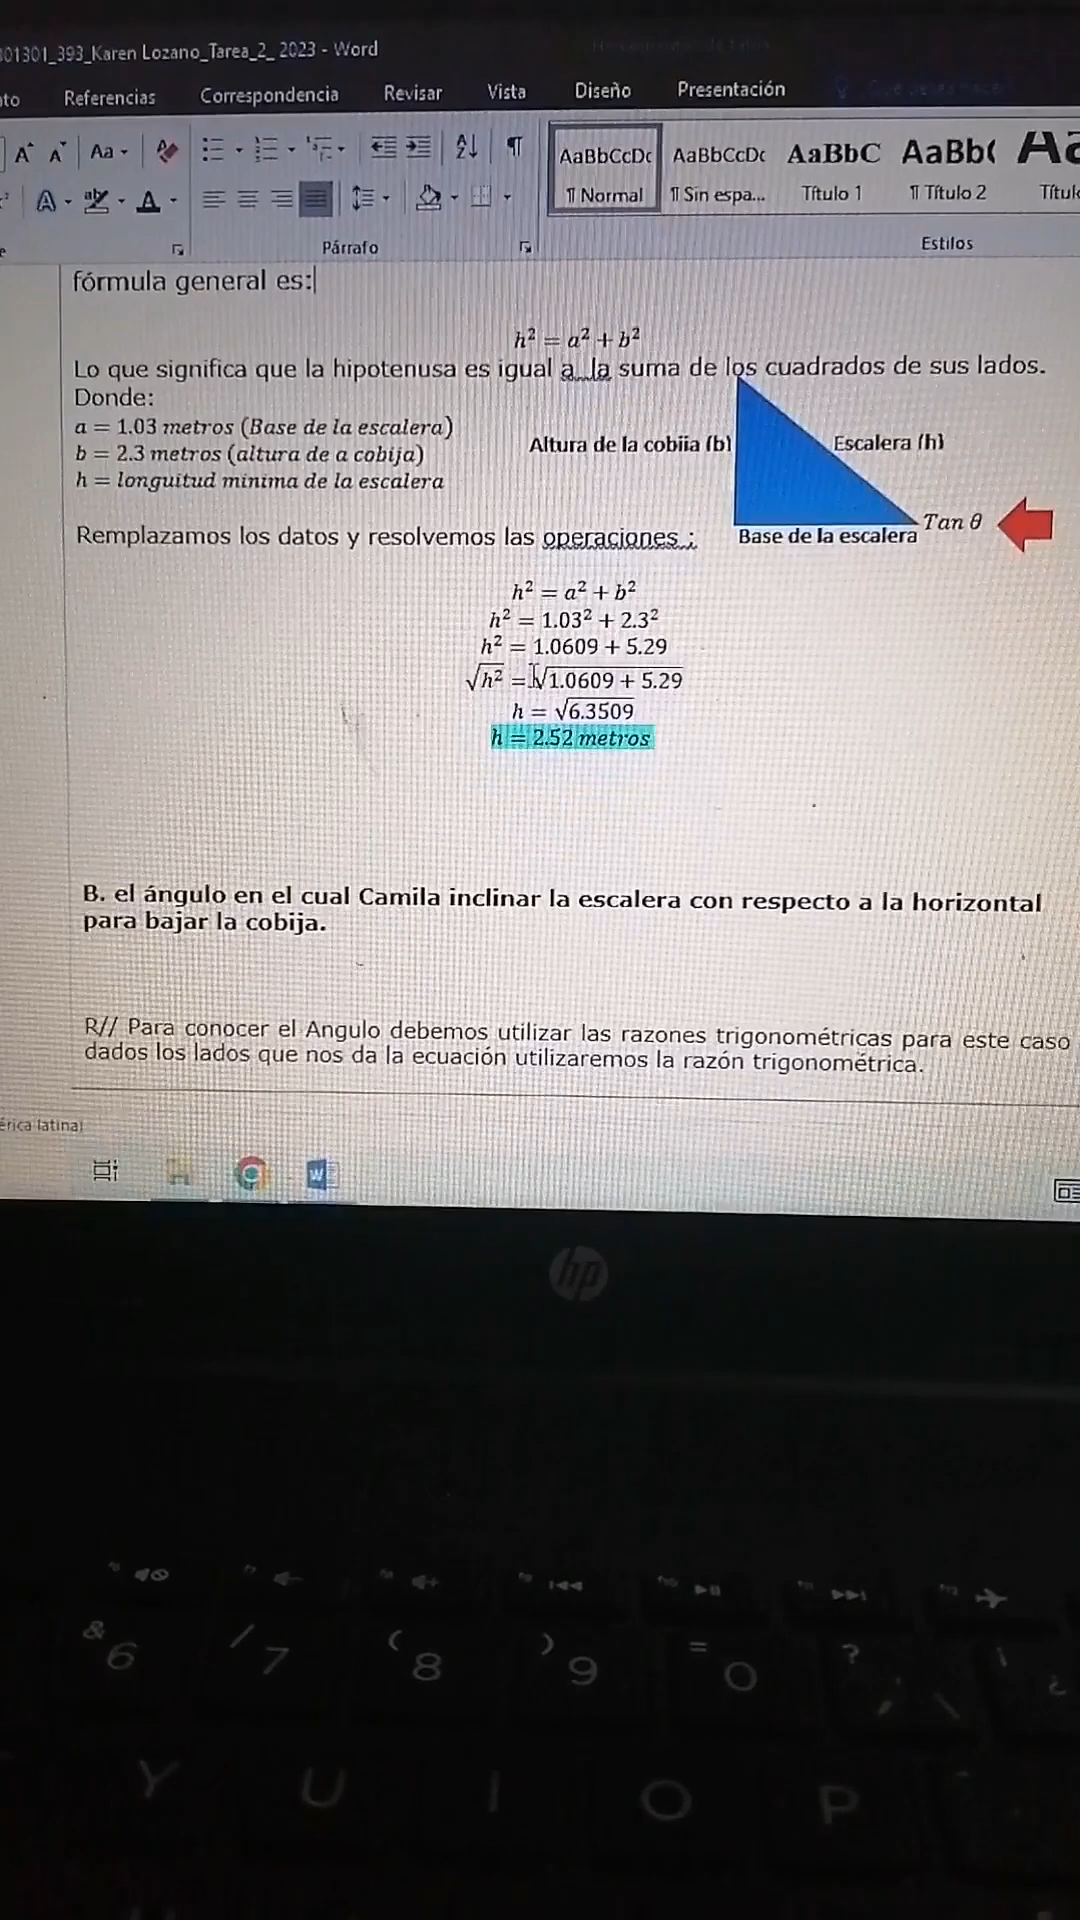 01301_393_Karen Lozano_Tarea_2_ 2023 - Word
to Referencias Correspondencia Revisar Vista Diseño Presentación
A A Aa
AaBbCcDc AaBbCcDc AaBbC AaBb( Aa
¶ Normal ¶ Sin espa... Título 1 ¶ Título 2 Títul
Párrafo Estilos
fórmula general es:
h² = a² + b²
Lo que significa que la hipotenusa es igual a la suma de los cuadrados de sus lados.
Donde:
a = 1.03 metros (Base de la escalera)
b = 2.3 metros (altura de a cobija)
h = longuitud minima de la escalera
Altura de la cobiia (b)
Escalera (h)
Tan θ
Base de la escalera
Remplazamos los datos y resolvemos las operaciones :
h² = a² + b²
h² = 1.03² + 2.3²
h² = 1.0609 + 5.29
√h² = √1.0609 + 5.29
h = √6.3509
h = 2.52 metros
B. el ángulo en el cual Camila inclinar la escalera con respecto a la horizontal
para bajar la cobija.
R// Para conocer el Angulo debemos utilizar las razones trigonométricas para este caso
dados los lados que nos da la ecuación utilizaremos la razón trigonométrica.
érica latina)
hp
& 6 / 7 ( 8 ) 9 = 0 ?
Y U I O P